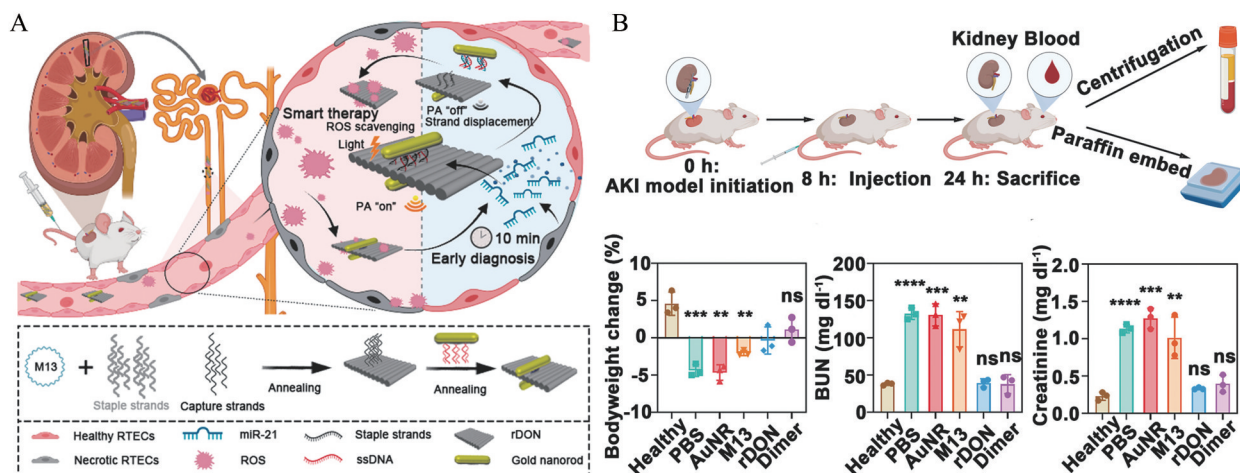 A
Smart therapy
ROS scavenging
Light
PA "off"
Strand displacement
PA "on"
10 min
Early diagnosis
M13
+
Staple strands
Capture strands
Annealing
Annealing
Healthy RTECs
miR-21
Staple strands
rDON
Necrotic RTECs
ROS
ssDNA
Gold nanorod
B
Kidney Blood
Centrifugation
Paraffin embed
0 h:
AKI model initiation
8 h: Injection
24 h: Sacrifice
Bodyweight change (%)
10
5
0
-5
-10
*** ** **
ns
Healthy
PBS
AuNR
M13
rDON
Dimer
BUN (mg dl⁻¹)
200
150
100
50
0
**** *** **
ns ns
Healthy
PBS
AuNR
M13
rDON
Dimer
Creatinine (mg dl⁻¹)
2.0
1.5
1.0
0.5
0.0
**** *** **
ns ns
Healthy
PBS
AuNR
M13
rDON
Dimer